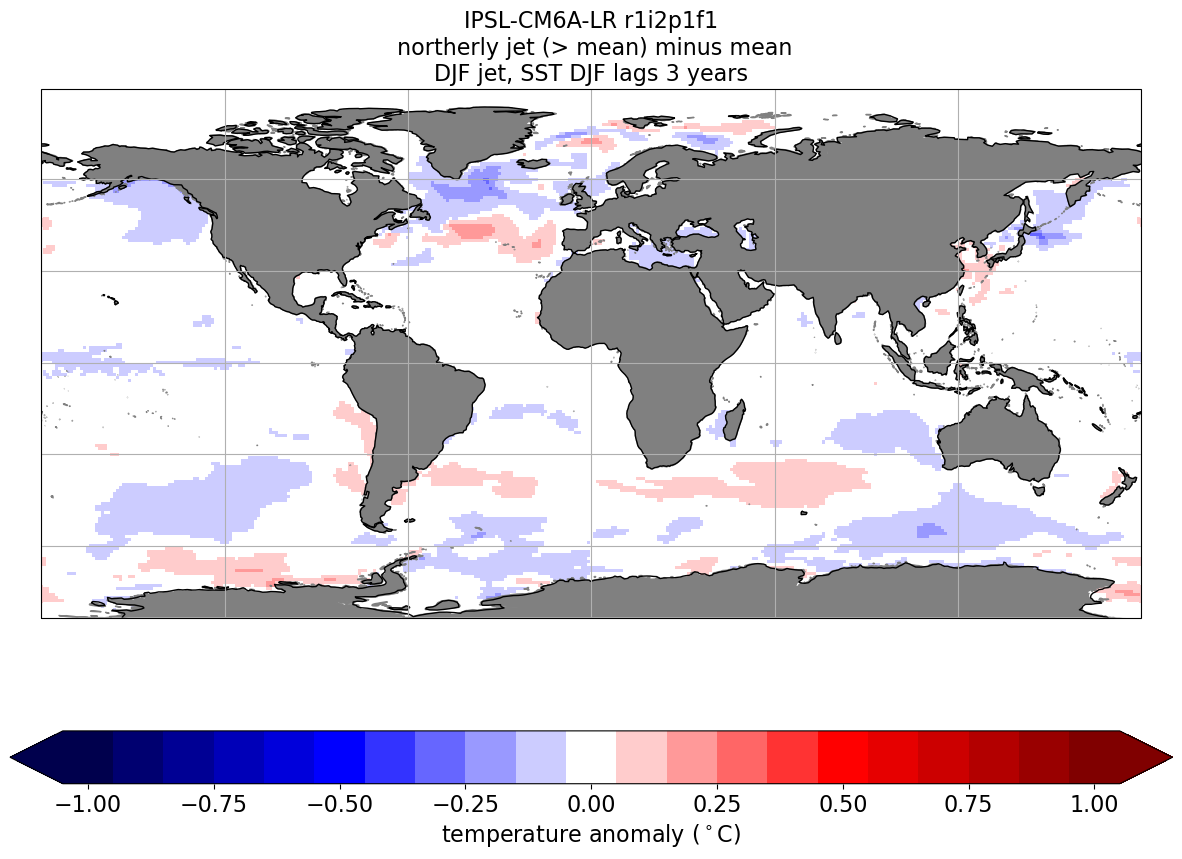 IPSL-CM6A-LR r1i2p1f1
northerly jet (> mean) minus mean
DJF jet, SST DJF lags 3 years
−1.00 −0.75 −0.50 −0.25 0.00 0.25 0.50 0.75 1.00
temperature anomaly (∘C)